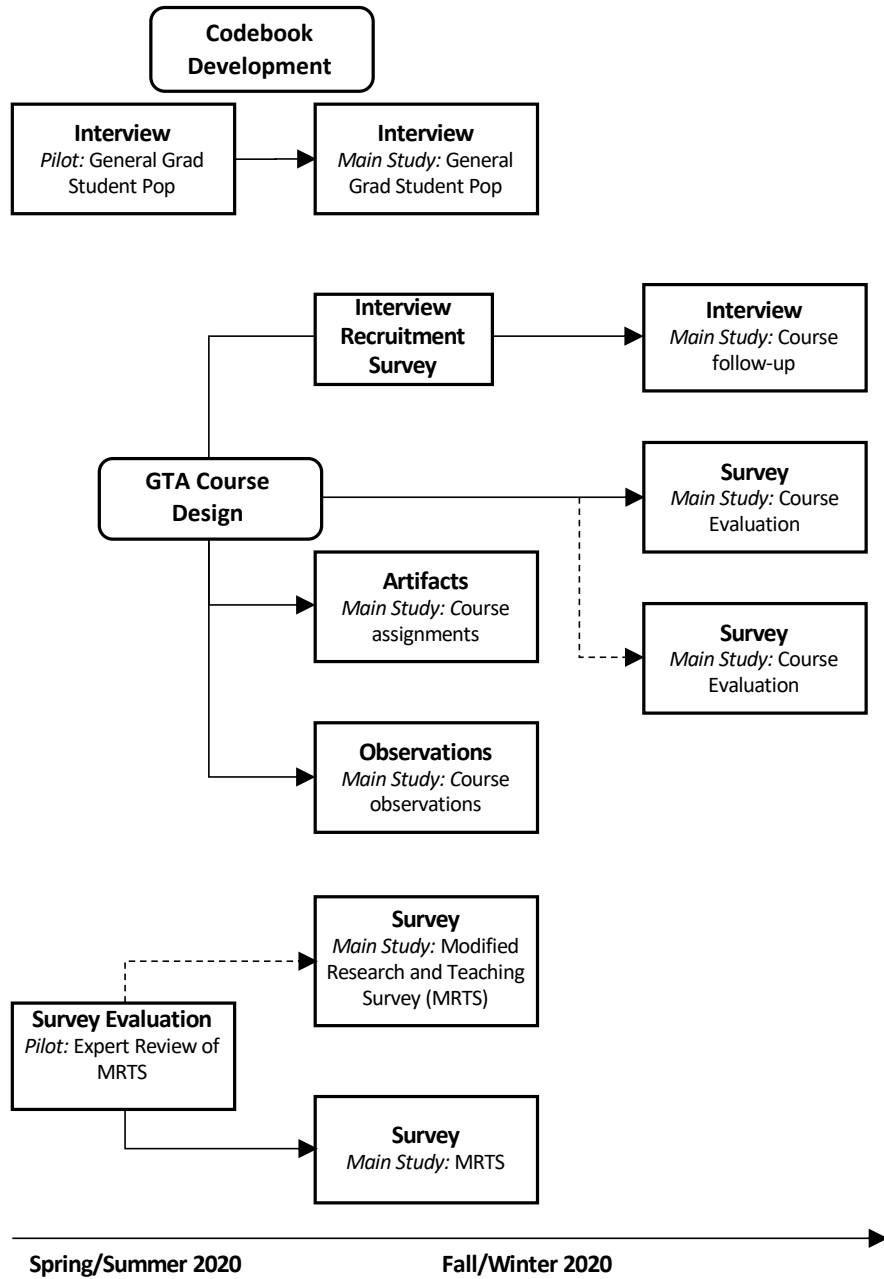 Codebook
Development
Interview
Pilot: General Grad
Student Pop
Interview
Main Study: General
Grad Student Pop
Interview
Recruitment
Survey
Interview
Main Study: Course
follow-up
GTA Course
Design
Survey
Main Study: Course
Evaluation
Artifacts
Main Study: Course
assignments
Survey
Main Study: Course
Evaluation
Observations
Main Study: Course
observations
Survey
Main Study: Modified
Research and Teaching
Survey (MRTS)
Survey Evaluation
Pilot: Expert Review of
MRTS
Survey
Main Study: MRTS
Spring/Summer 2020
Fall/Winter 2020